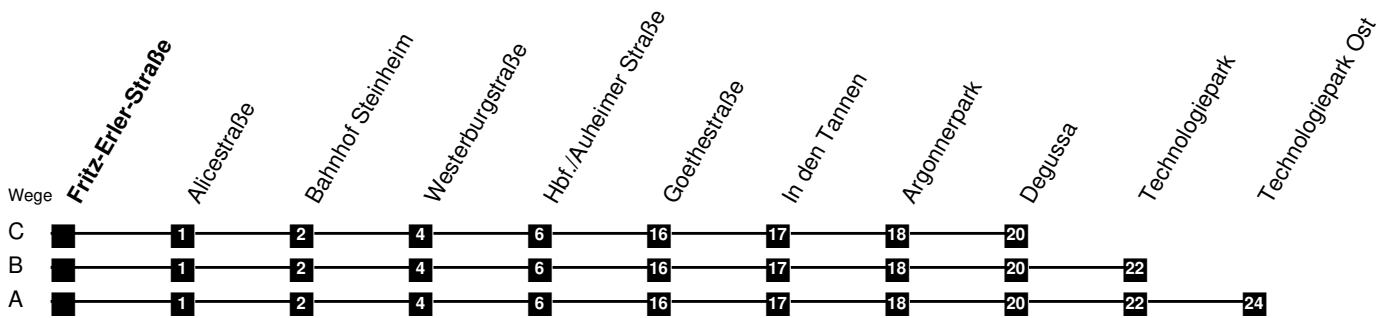 Wege
Fritz-Erler-Straße
Alicestraße
Bahnhof Steinheim
Westerburgstraße
Hbf./Auheimer Straße
Goethestraße
In den Tannen
Argonnerpark
Degussa
Technologiepark
Technologiepark Ost
C 1 2 4 6 16 17 18 20
B 1 2 4 6 16 17 18 20 22
A 1 2 4 6 16 17 18 20 22 24